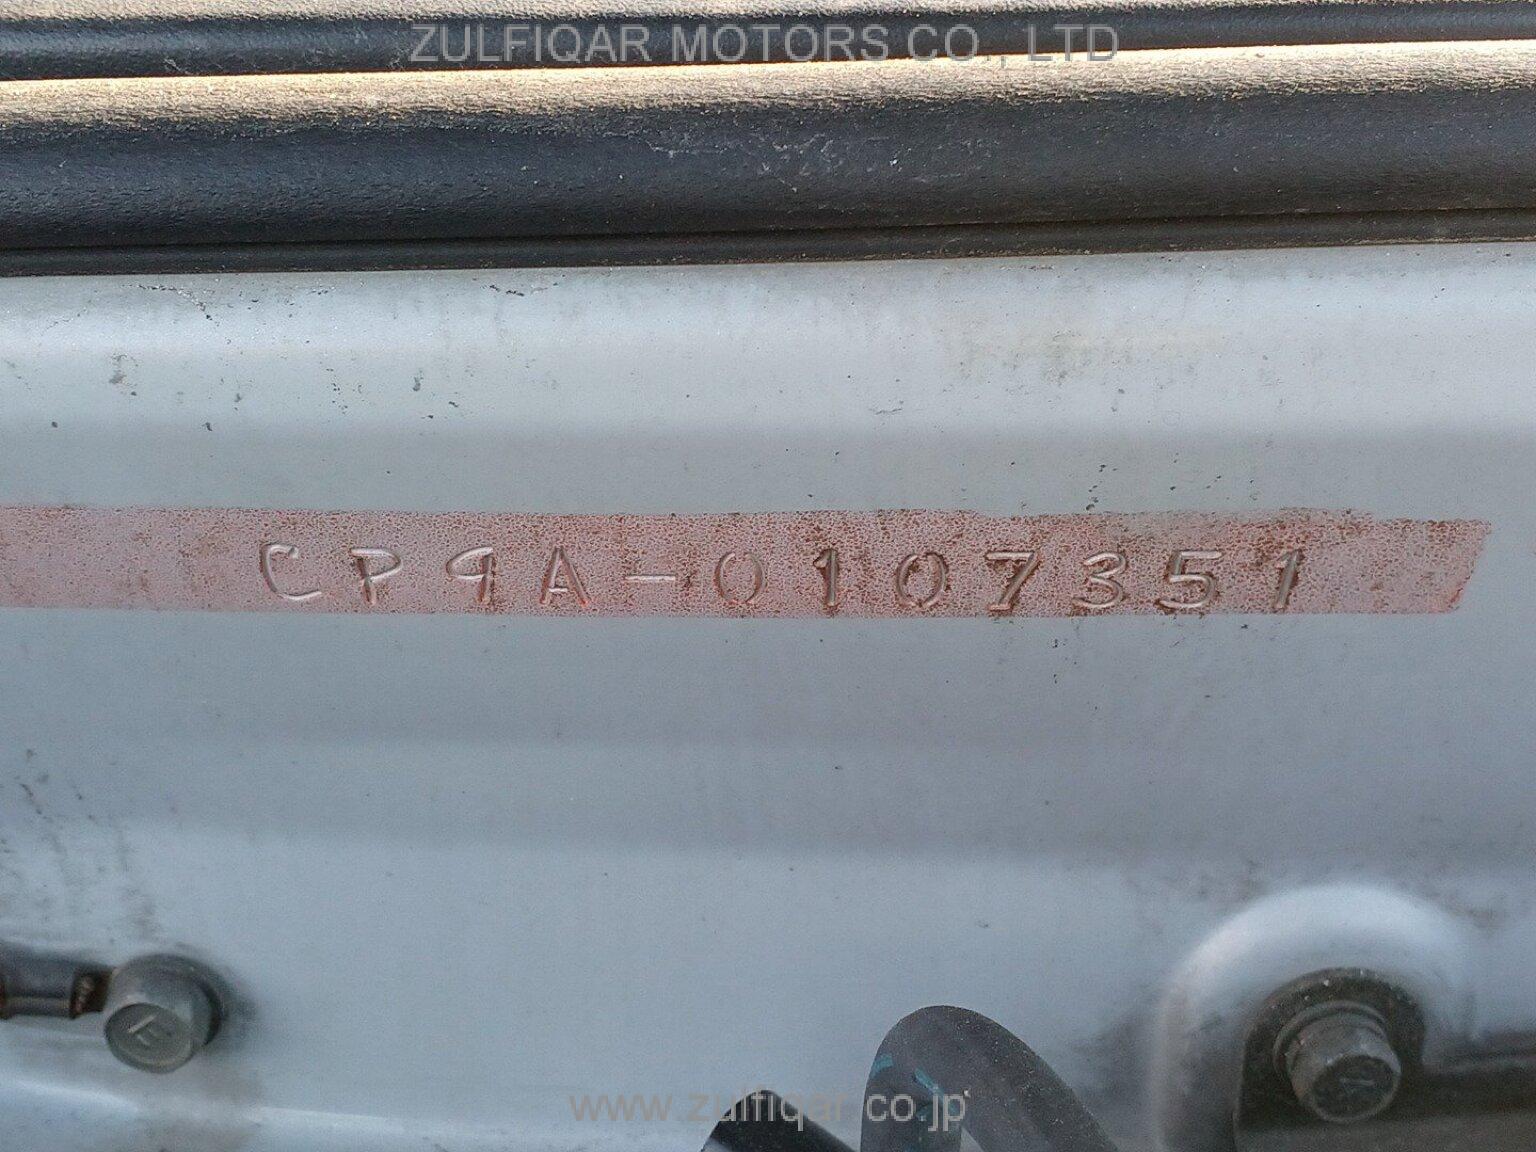 ZULFIQAR MOTORS CO., LTD
CP9A-0107351
www.zulfiqar.co.jp